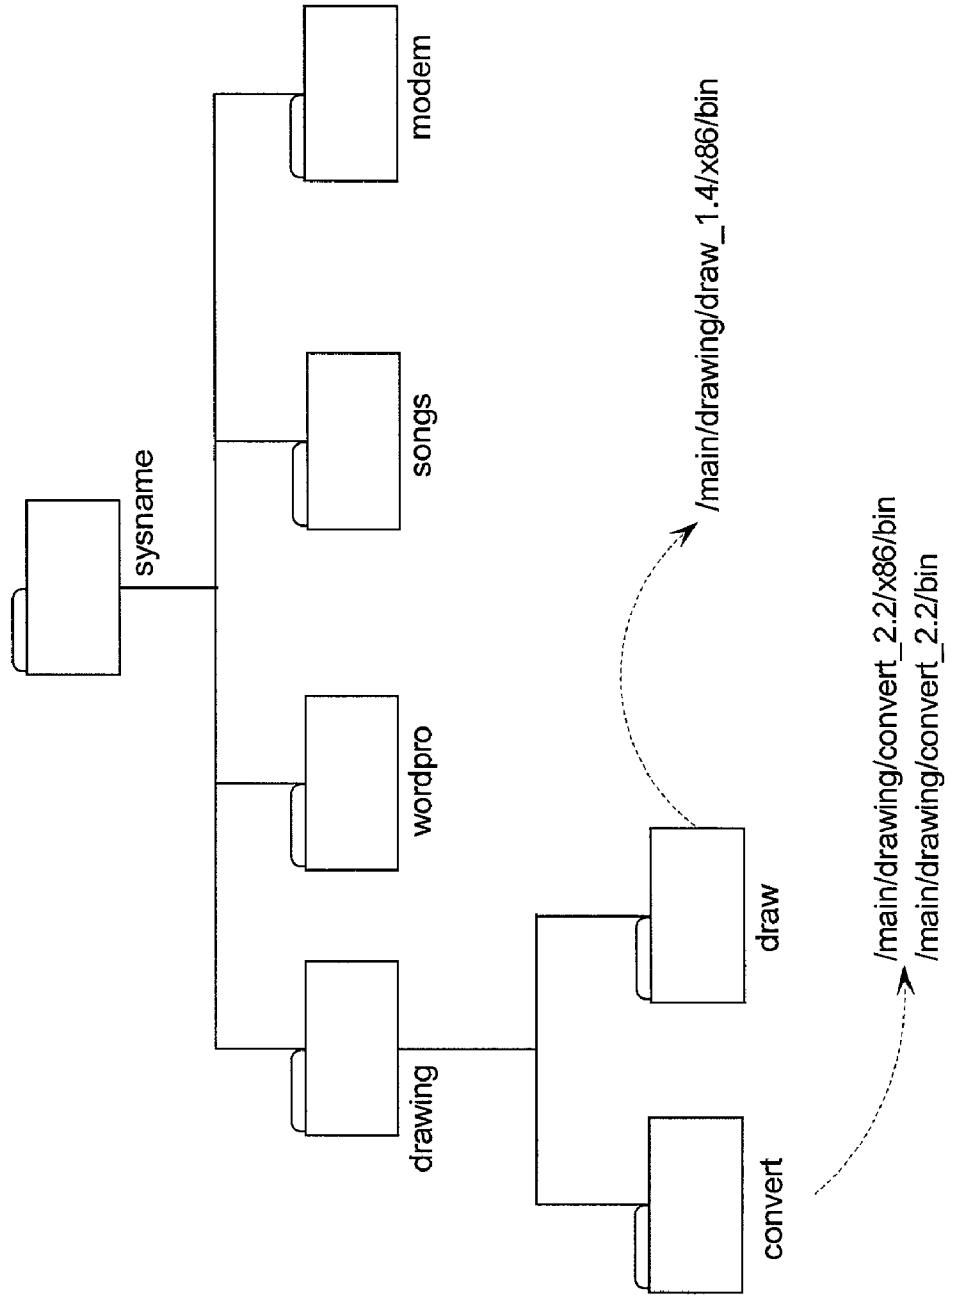 sysname
drawing
wordpro
songs
modem
convert
draw
/main/drawing/draw_1.4/x86/bin
/main/drawing/convert_2.2/x86/bin
/main/drawing/convert_2.2/bin